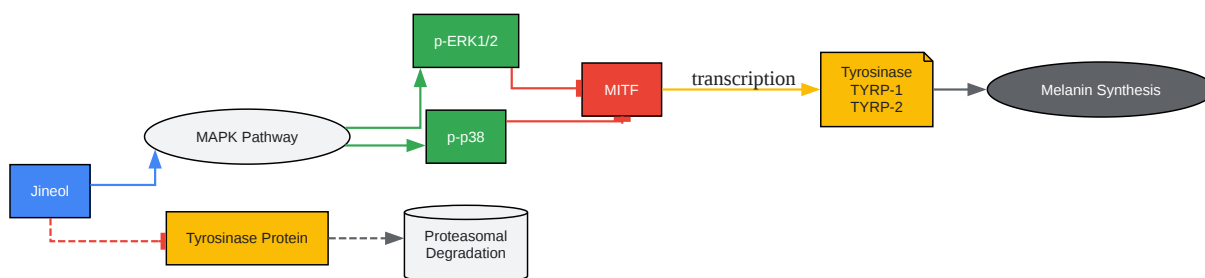 p-ERK1/2
MITF
transcription
Tyrosinase
TYRP-1
TYRP-2
Melanin Synthesis
MAPK Pathway
p-p38
Jineol
Tyrosinase Protein
Proteasomal
Degradation